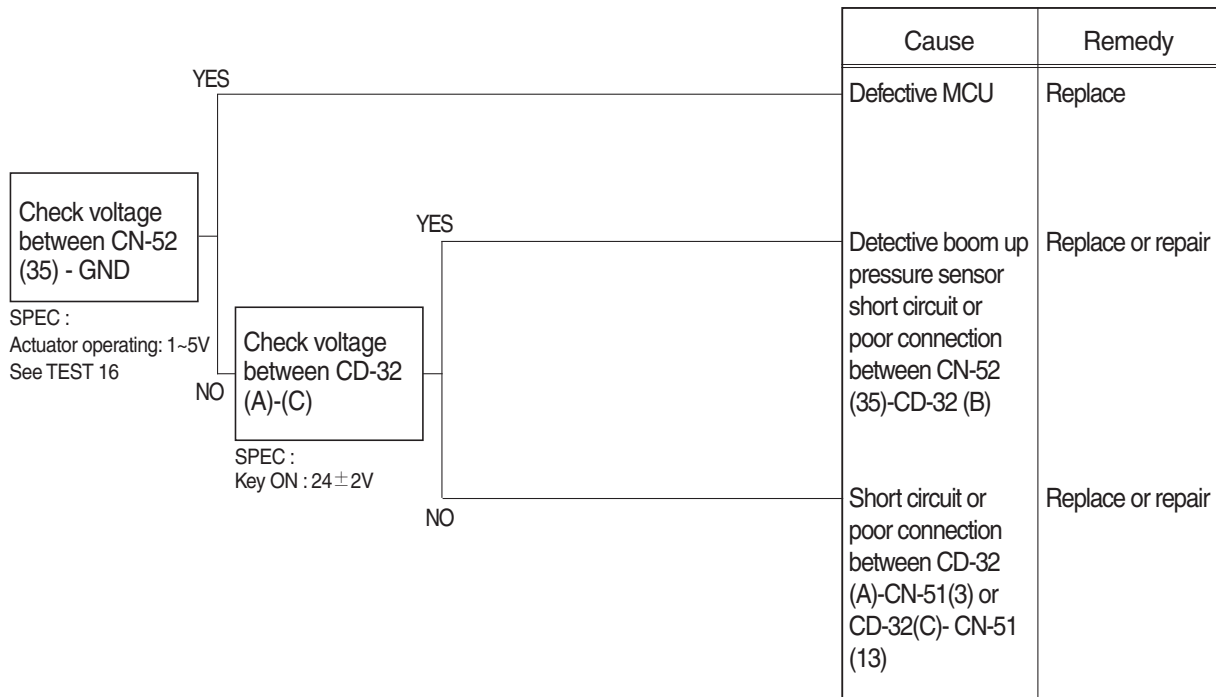 Cause
Remedy
YES
Defective MCU
Replace
Check voltage
between CN-52
(35) - GND
SPEC :
Actuator operating: 1~5V
See TEST 16
NO
YES
Check voltage
between CD-32
(A)-(C)
SPEC :
Key ON : 24±2V
NO
Detective boom up
pressure sensor
short circuit or
poor connection
between CN-52
(35)-CD-32 (B)
Replace or repair
Short circuit or
poor connection
between CD-32
(A)-CN-51(3) or
CD-32(C)- CN-51
(13)
Replace or repair